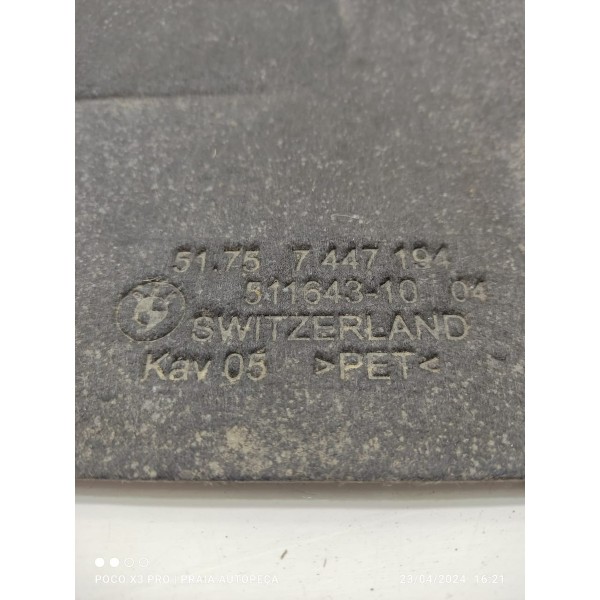 51.75 7 447 194
511643-10 04
SWITZERLAND
Kav 05 >PET<
POCO X3 PRO | PRAIA AUTOPEÇA
23/04/2024 16:21